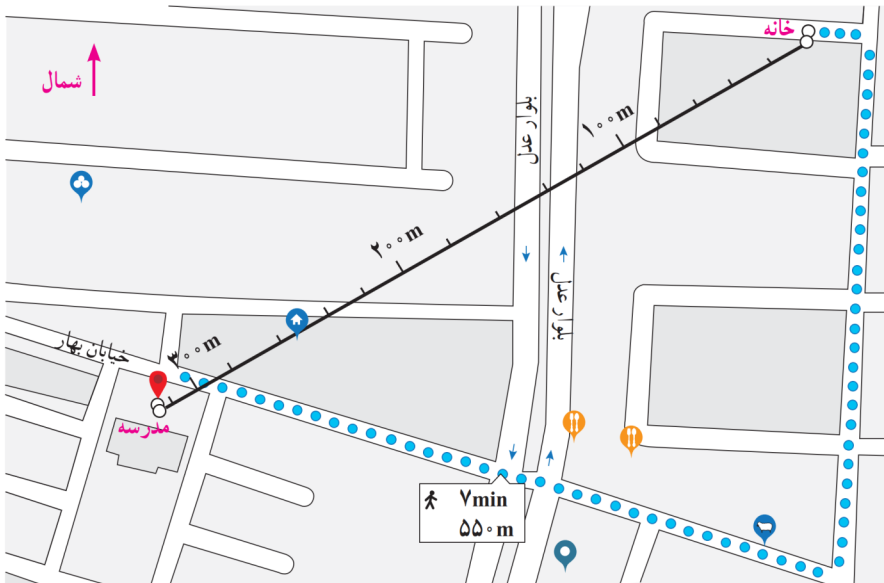 خانه
شمال
۱۰۰m
بلوار عدل
۲۰۰m
بلوار عدل
خیابان بهار
۳۰۰m
مدرسه
۷min
۵۵۰m